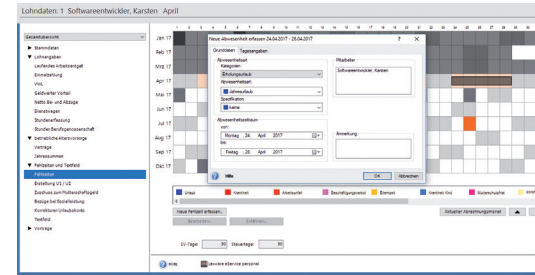 Lohndaten: 1 Softwareentwickler, Karsten April
Gesamtübersicht
Stammdaten
Lohnangaben
Laufendes Arbeitsentgelt
Einmalzahlung
VWL
Geldwerter Vorteil
Netto Be- und Abzüge
Dienstwagen
Stundenerfassung
Stunden Berufsgenossenschaft
betriebliche Altersvorsorge
Verträge
Jahressummen
Fehlzeiten und Testfeld
Fehlzeiten
Erstattung U1 / U2
Zuschuss zum Mutterschaftsgeld
Bezüge bei Sozialleistung
Korrekturen Urlaubskonto
Testfeld
Vorträge
Jan 17
Feb 17
Mrz 17
Apr 17
Mai 17
Jun 17
Jul 17
Aug 17
Sep 17
Okt 17
Neue Abwesenheit erfassen 24.04.2017 - 28.04.2017
Grunddaten Tagesangaben
Abwesenheitsart
Kategorien:
Erholungsurlaub
Abwesenheitsart:
Jahresurlaub
Spezifikation
keine
Abwesenheitszeitraum
von:
Montag , 24. April 2017
bis:
Freitag , 28. April 2017
Mitarbeiter
Softwareentwickler, Karsten
Anmerkung
Hilfe
OK
Abbrechen
Urlaub
Krankheit
Arbeitsunfall
Beschäftigungsverbot
Elternzeit
Krankheit Kind
Mutterschutzfrist
Neue Fehlzeit erfassen...
Bearbeiten...
Entfernen...
Aktueller Abrechnungsmonat
SV-Tage: 30 Steuertage: 30
Hilfe
Lexware eService personal